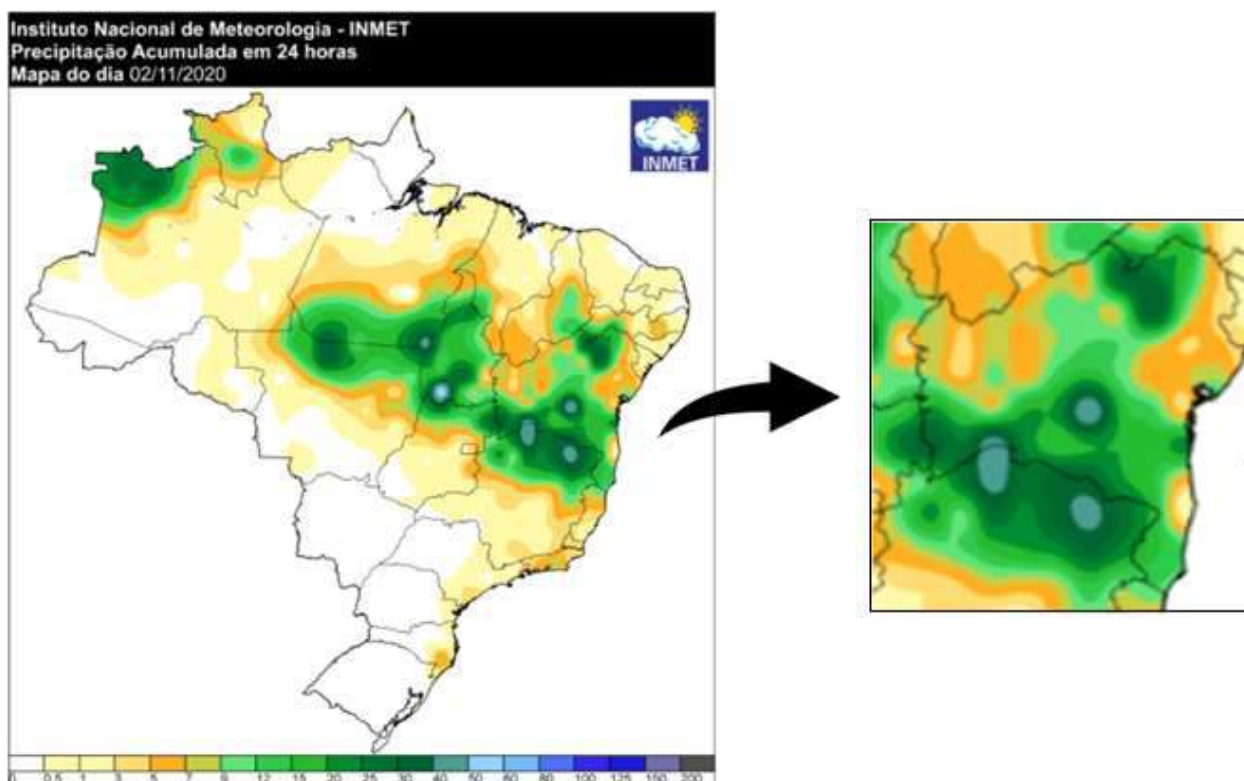 Instituto Nacional de Meteorologia - INMET
Precipitação Acumulada em 24 horas
Mapa do dia 02/11/2020
INMET
0 0.5 1 3 5 7 9 12 15 20 25 30 40 50 60 80 100 125 150 200